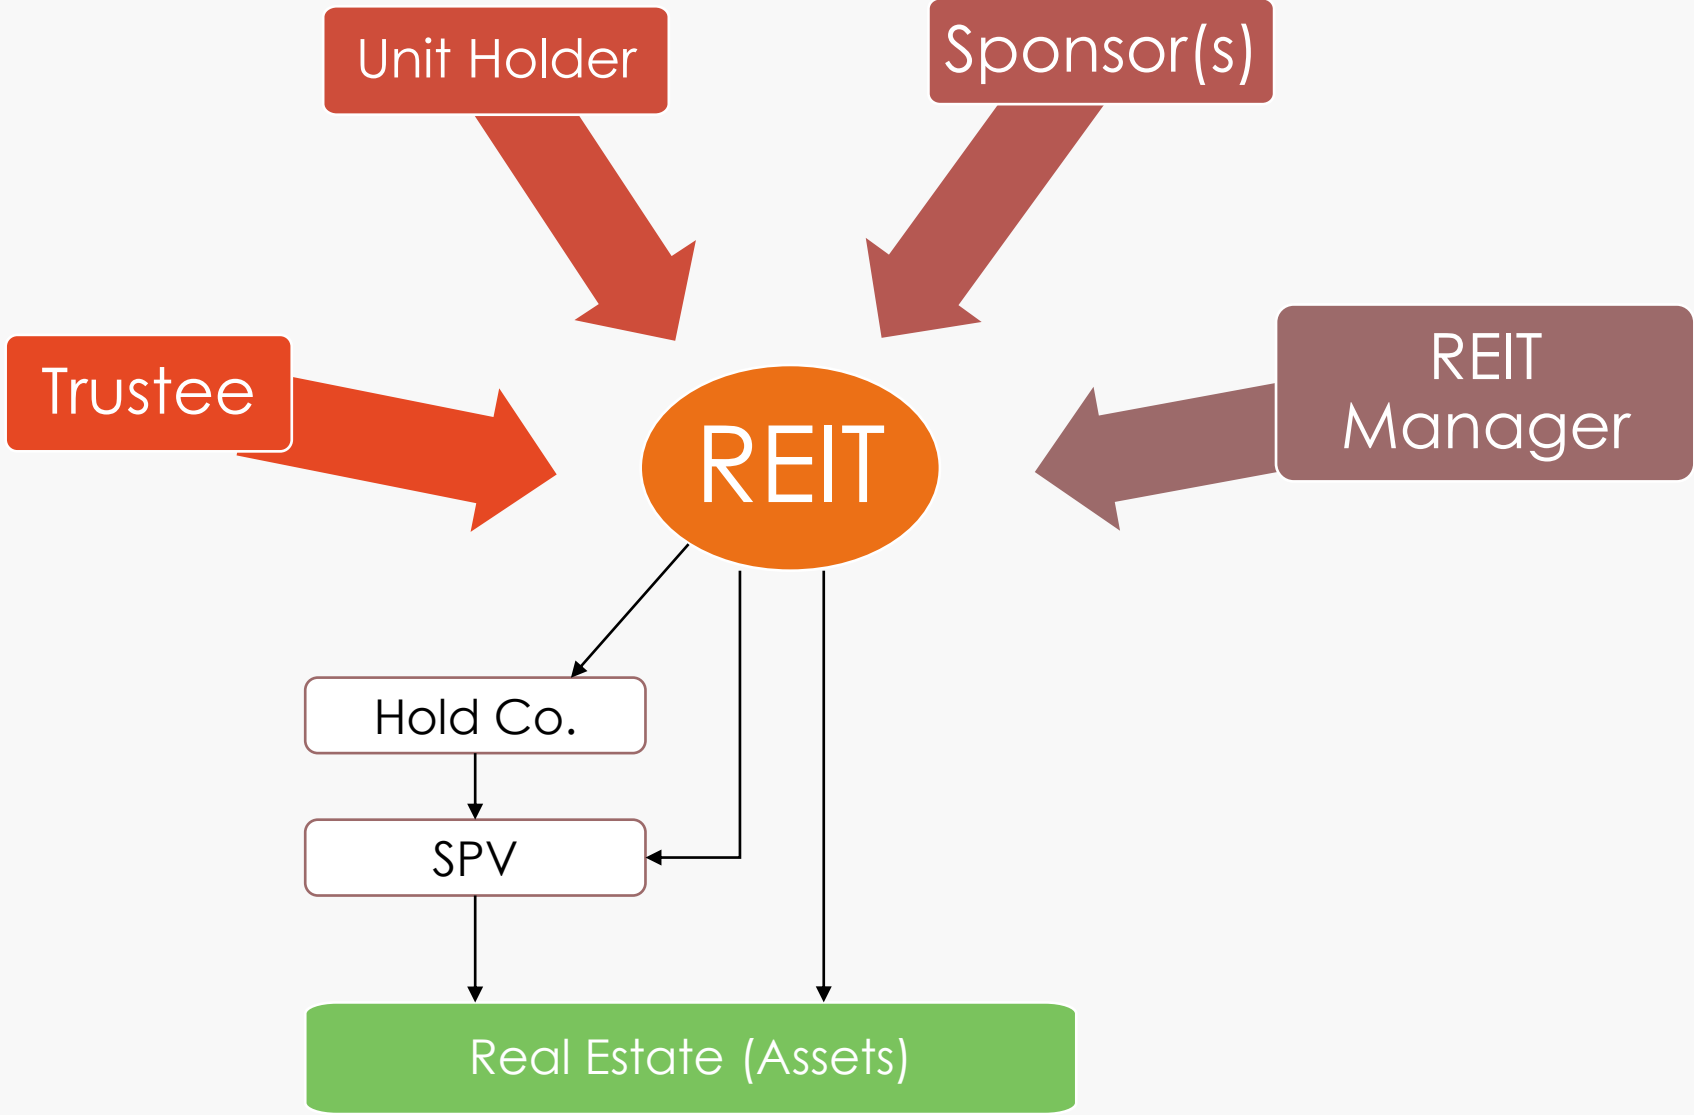 Unit Holder
Sponsor(s)
Trustee
REIT
REIT
Manager
Hold Co.
SPV
Real Estate (Assets)